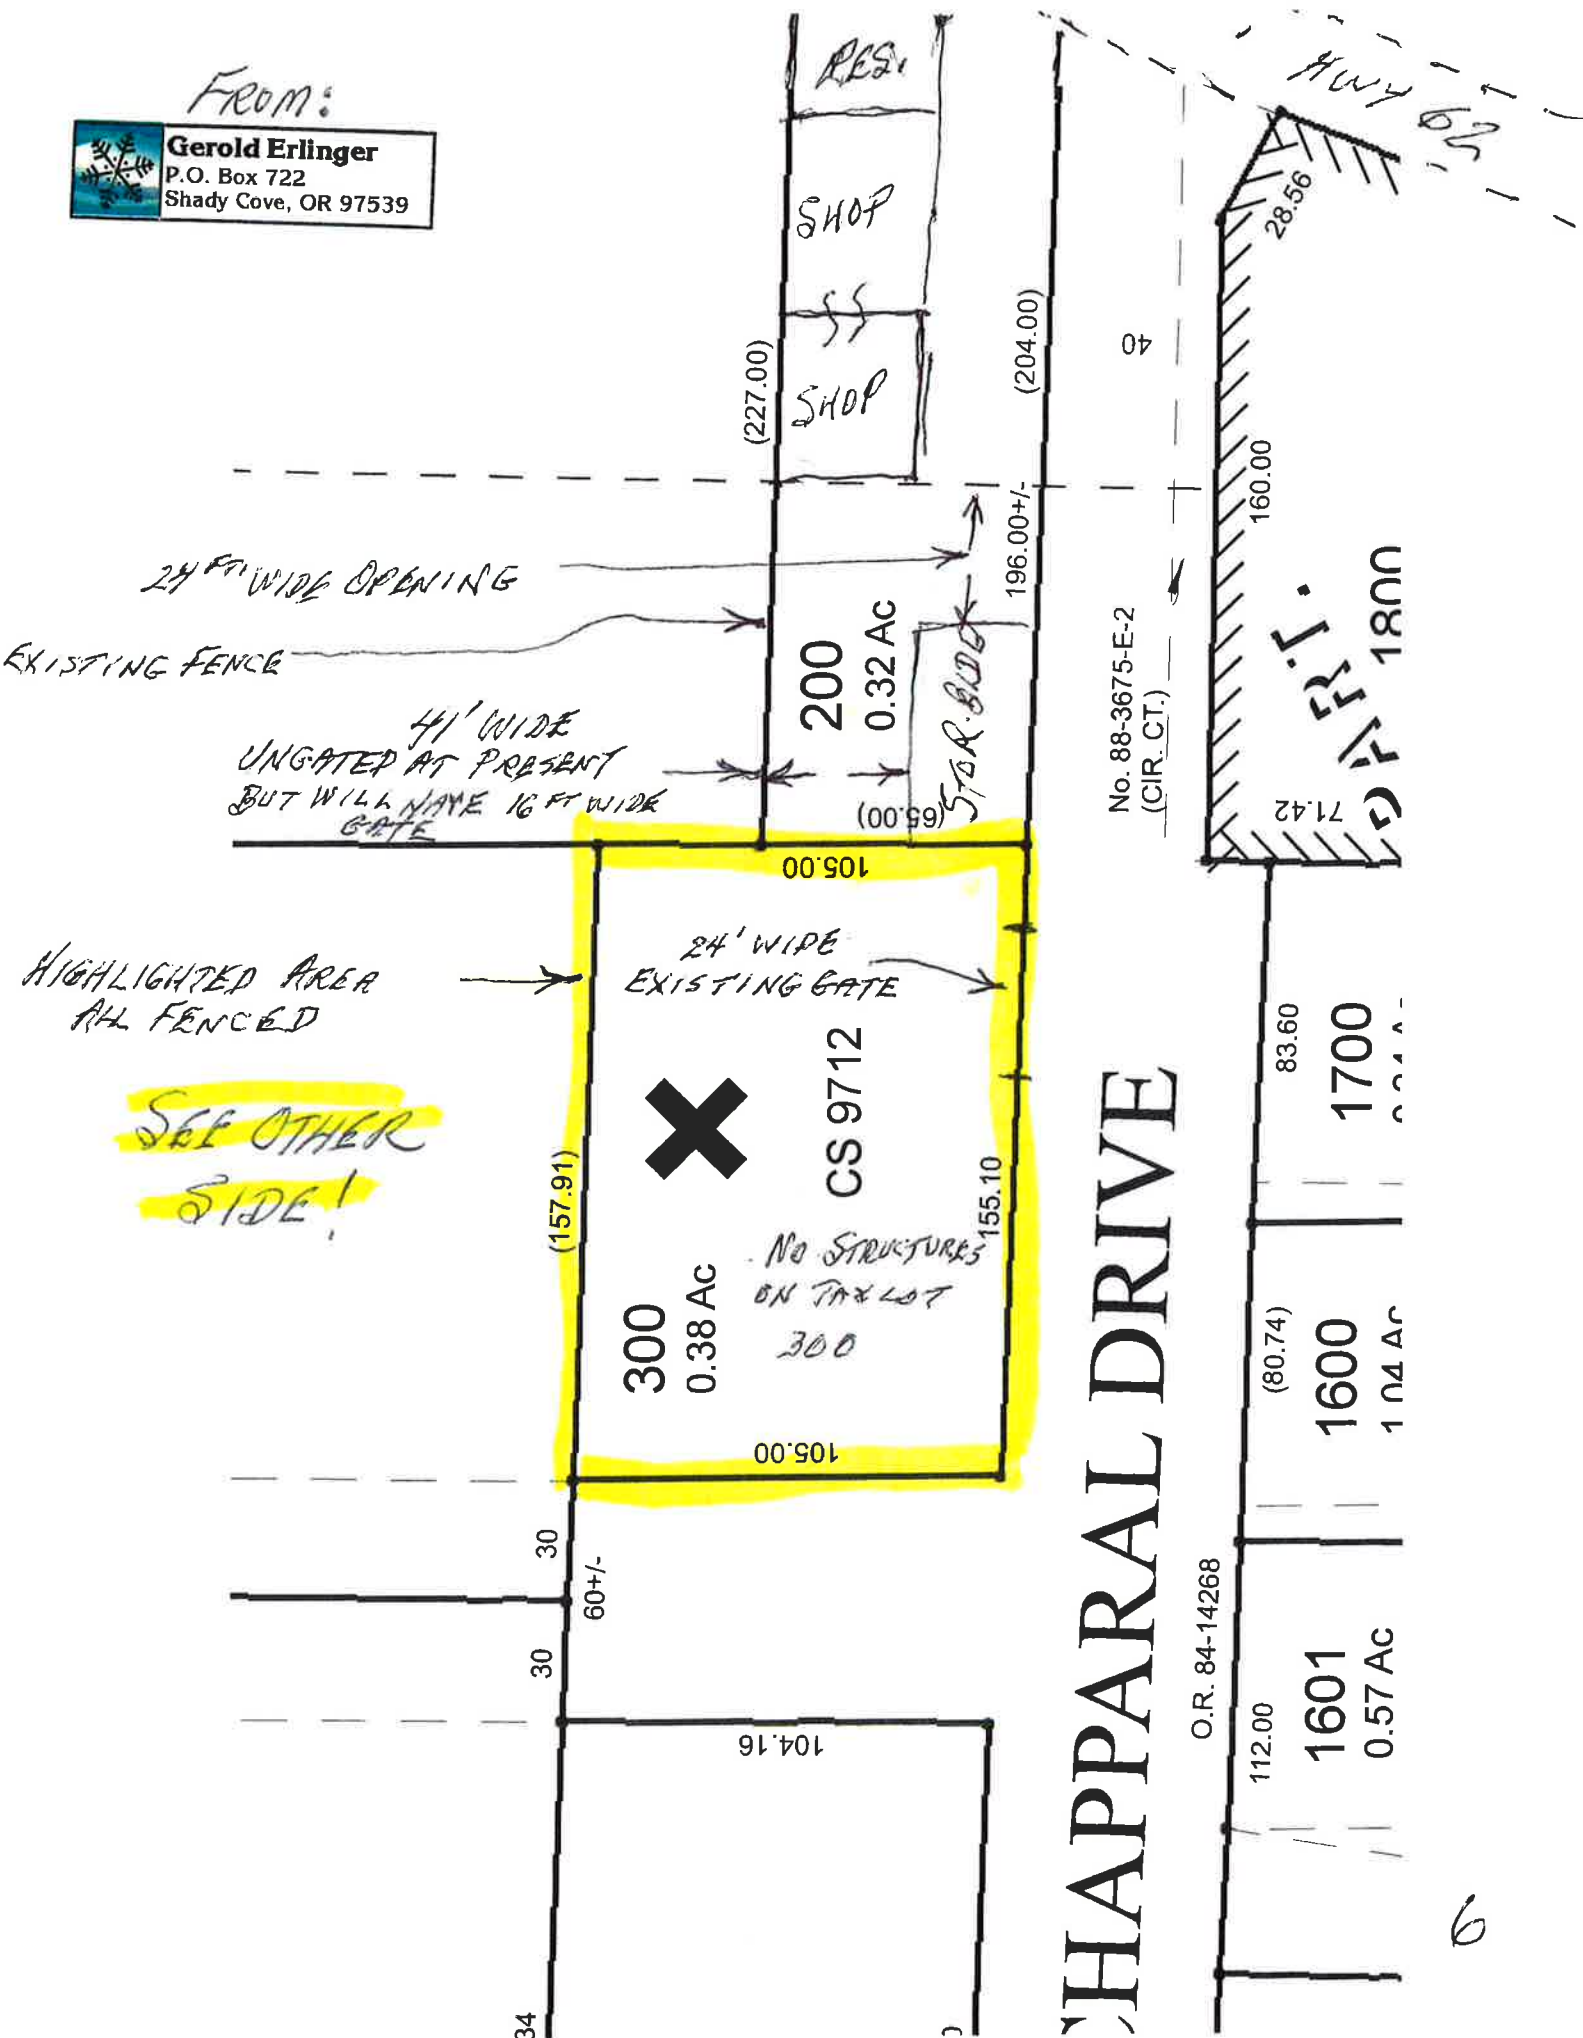 FROM:
Gerold Erlinger
P.O. Box 722
Shady Cove, OR 97539
RES.
SHOP
SHOP
HWY 62
28.56
(227.00)
(204.00)
40
160.00
196.00+/-
24 FT. WIDE OPENING
EXISTING FENCE
200
0.32 Ac
STOR. BLDG
No. 88-3675-E-2
(CIR. CT.)
PART.
1800
71.42
41' WIDE
UNGATED AT PRESENT
BUT WILL HAVE 16 FT WIDE
GATE
(65.00)
105.00
HIGHLIGHTED AREA
ALL FENCED
24' WIDE
EXISTING GATE
SEE OTHER
SIDE!
(157.91)
CS 9712
155.10
NO STRUCTURES
ON TAX LOT
300
300
0.38 Ac
105.00
CHAPPARAL DRIVE
83.60
1700
(80.74)
1600
1.04 Ac
30
60+/-
30
104.16
O.R. 84-14268
112.00
1601
0.57 Ac
6